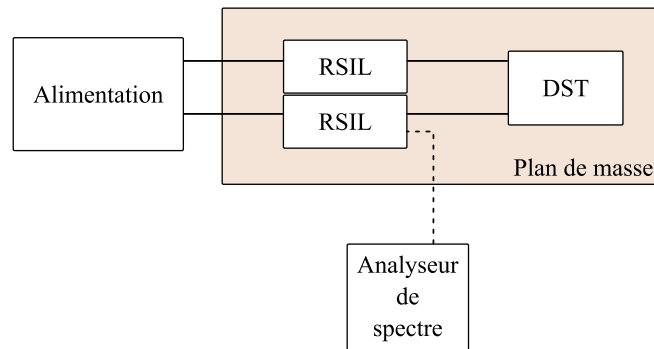 Alimentation
RSIL
RSIL
DST
Plan de masse
Analyseur
de
spectre